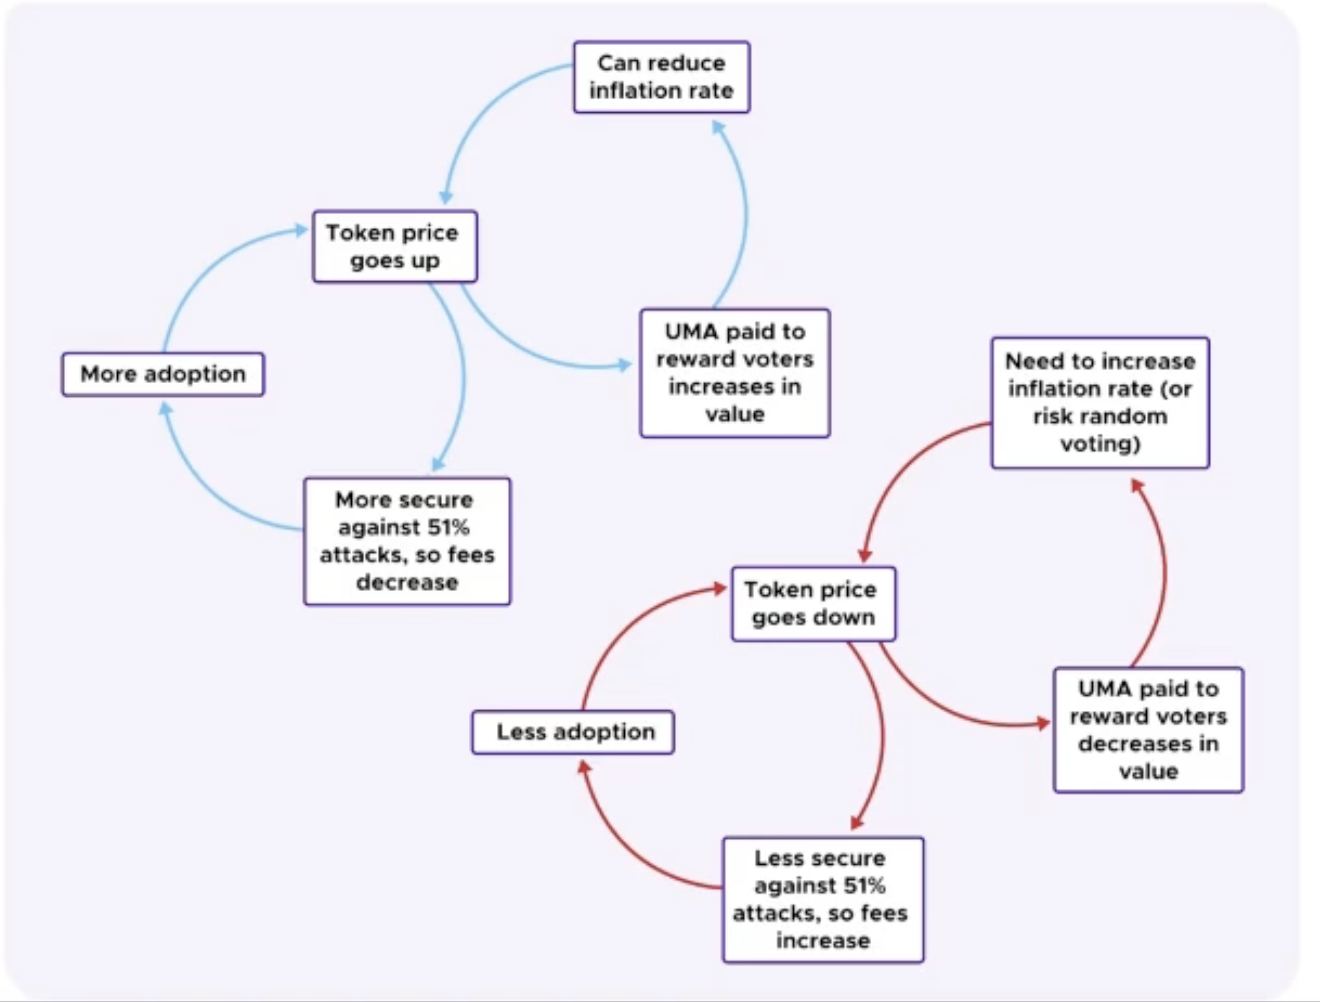 Can reduce
inflation rate
Token price
goes up
UMA paid to
reward voters
increases in
value
More adoption
More secure
against 51%
attacks, so fees
decrease
Need to increase
inflation rate (or
risk random
voting)
Token price
goes down
UMA paid to
reward voters
decreases in
value
Less adoption
Less secure
against 51%
attacks, so fees
increase